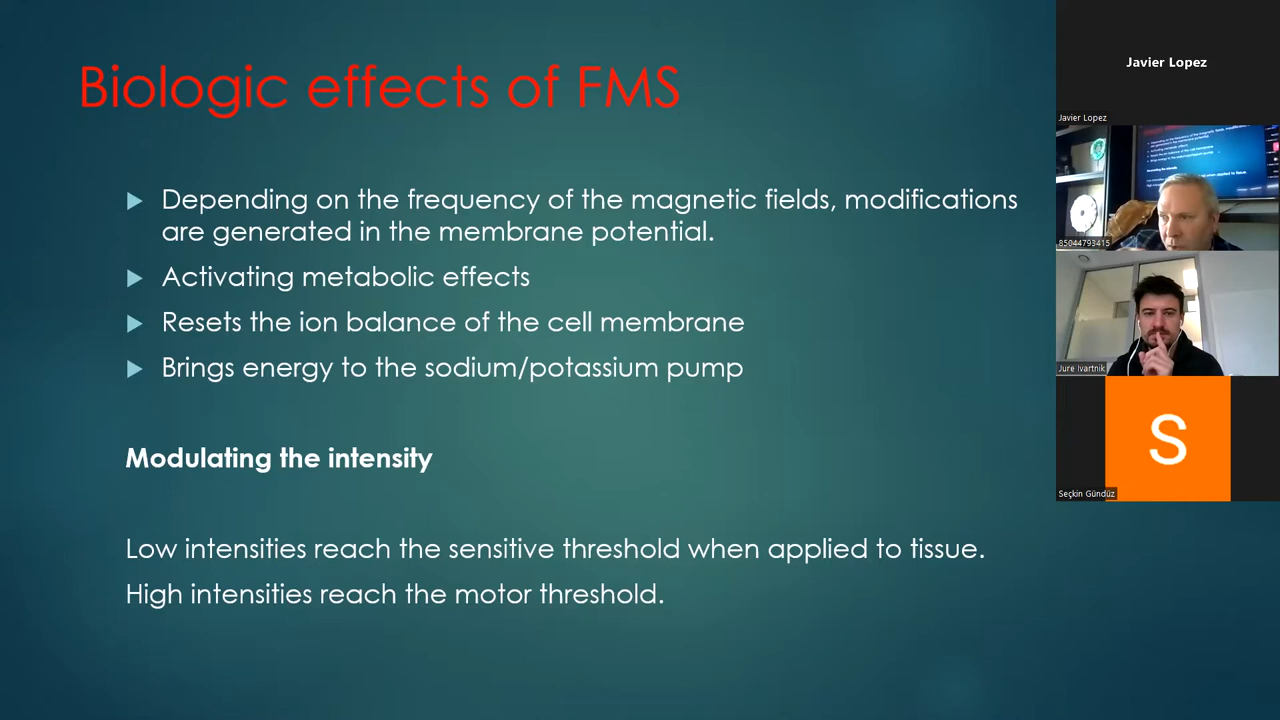 Biologic effects of FMS
Depending on the frequency of the magnetic fields, modifications
are generated in the membrane potential.
Activating metabolic effects
Resets the ion balance of the cell membrane
Brings energy to the sodium/potassium pump
Modulating the intensity
Low intensities reach the sensitive threshold when applied to tissue.
High intensities reach the motor threshold.
Javier Lopez
Javier Lopez
85044793415
Jure Ivartnik
S
Seçkin Gündüz